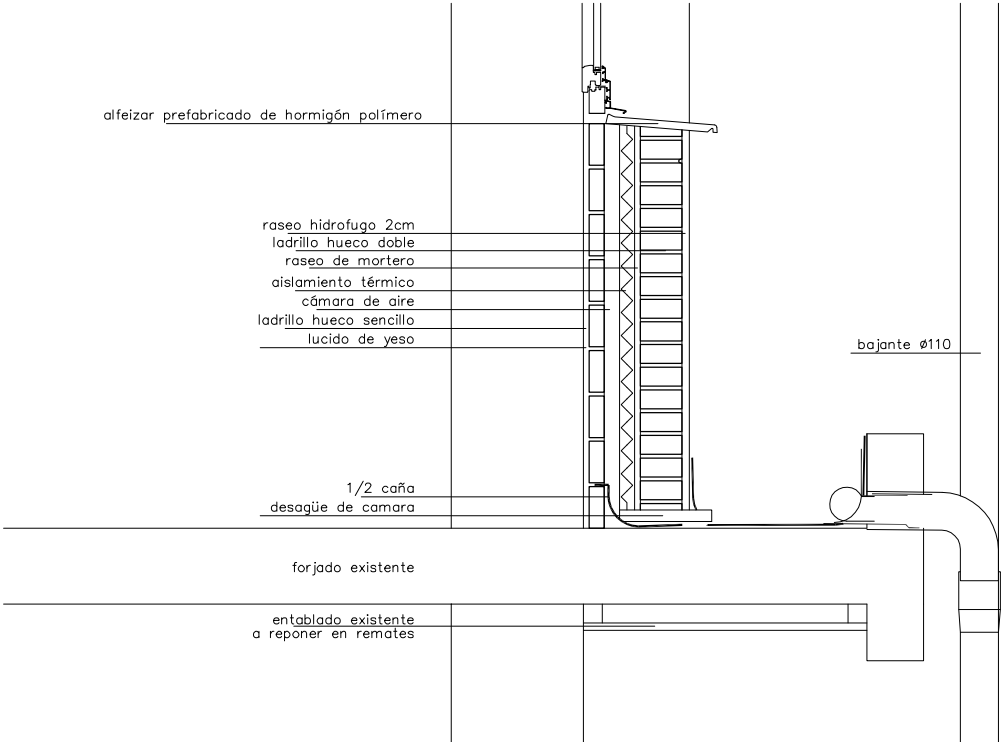 alfeizar prefabricado de hormigón polímero
raseo hidrofugo 2cm
ladrillo hueco doble
raseo de mortero
aislamiento térmico
cámara de aire
ladrillo hueco sencillo
lucido de yeso
bajante ø110
1/2 caña
desagüe de camara
forjado existente
entablado existente
a reponer en remates